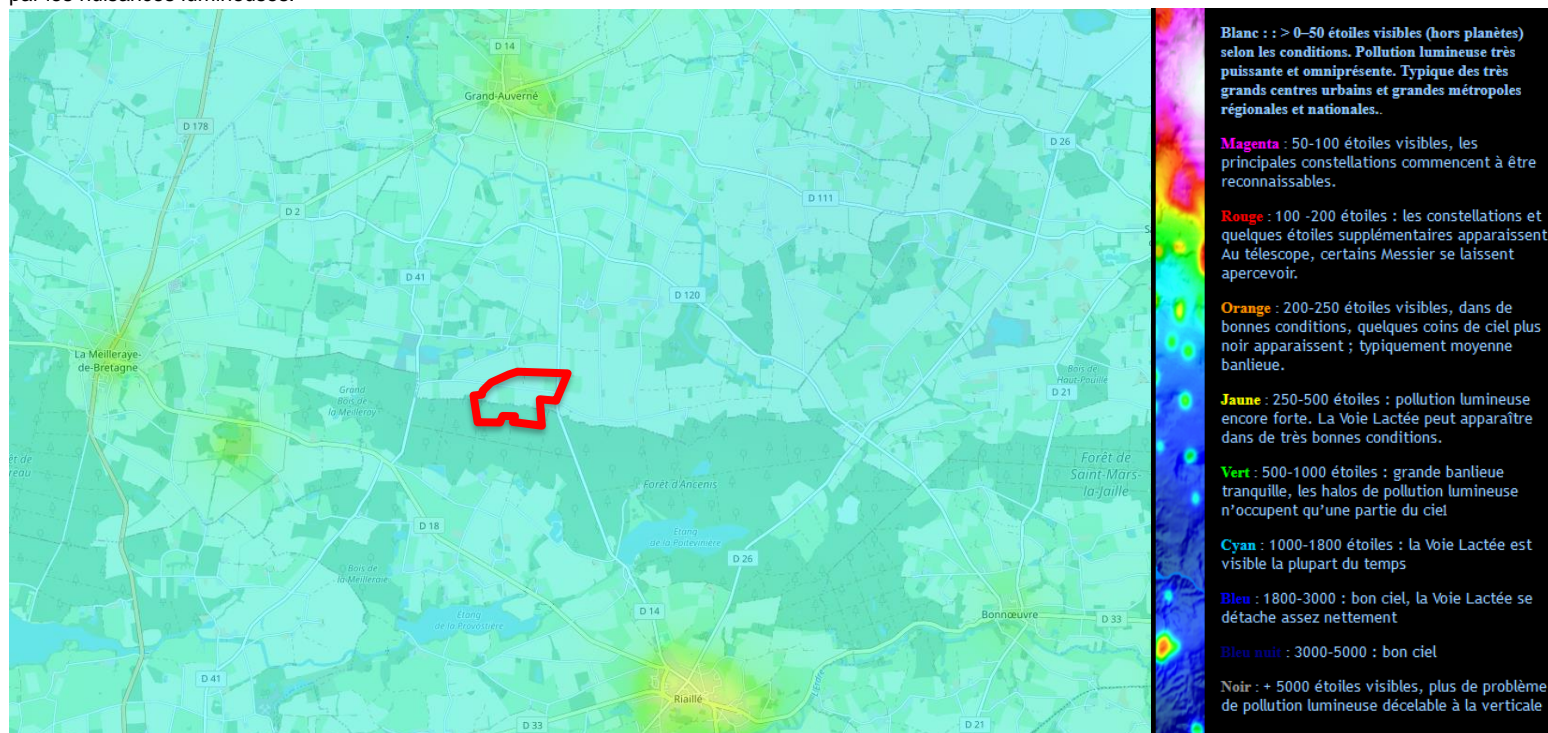 par les nuisances lumineuses.
D 14
Grand-Auverné
D 178
D 26
D 111
D 2
D 41
D 120
La Meilleraye-
de-Bretagne
Grand
Bois de
la Meilleray
Bois de
Haut-Pouillé
D 21
Forêt de
Saint-Mars-
la-Jaille
Forêt d'Ancenis
D 18
Étang
de la Poitevinière
D 26
Bois de
la Meilleraie
Étang
de la Provostière
D 14
Bonnœuvre
D 33
D 41
Riaillé
L'Erdre
D 33
D 21
Blanc : : > 0–50 étoiles visibles (hors planètes)
selon les conditions. Pollution lumineuse très
puissante et omniprésente. Typique des très
grands centres urbains et grandes métropoles
régionales et nationales..
Magenta : 50-100 étoiles visibles, les
principales constellations commencent à être
reconnaissables.
Rouge : 100 -200 étoiles : les constellations et
quelques étoiles supplémentaires apparaissent
Au télescope, certains Messier se laissent
apercevoir.
Orange : 200-250 étoiles visibles, dans de
bonnes conditions, quelques coins de ciel plus
noir apparaissent ; typiquement moyenne
banlieue.
Jaune : 250-500 étoiles : pollution lumineuse
encore forte. La Voie Lactée peut apparaître
dans de très bonnes conditions.
Vert : 500-1000 étoiles : grande banlieue
tranquille, les halos de pollution lumineuse
n'occupent qu'une partie du ciel
Cyan : 1000-1800 étoiles : la Voie Lactée est
visible la plupart du temps
Bleu : 1800-3000 : bon ciel, la Voie Lactée se
détache assez nettement
Bleu nuit : 3000-5000 : bon ciel
Noir : + 5000 étoiles visibles, plus de problème
de pollution lumineuse décelable à la verticale